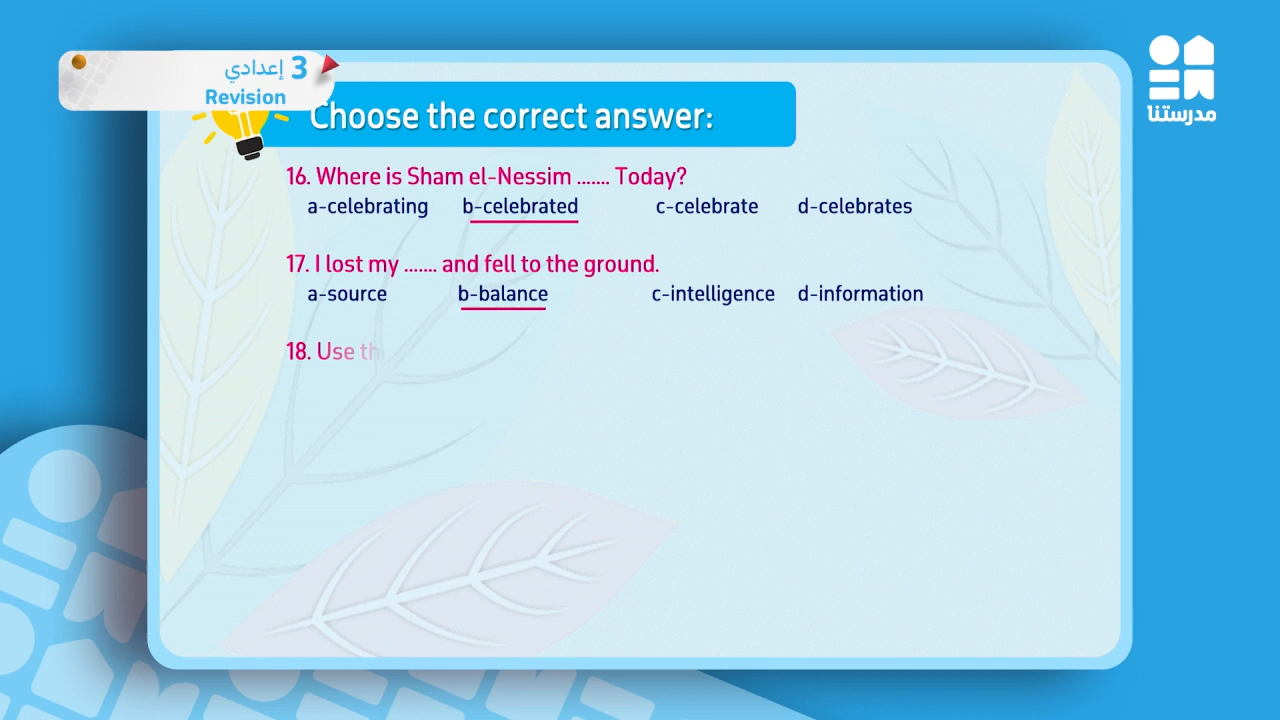 3 إعدادي
Revision
مدرستنا
Choose the correct answer:
16. Where is Sham el-Nessim ....... Today?
a-celebrating b-celebrated c-celebrate d-celebrates
17. I lost my ....... and fell to the ground.
a-source b-balance c-intelligence d-information
18. Use th